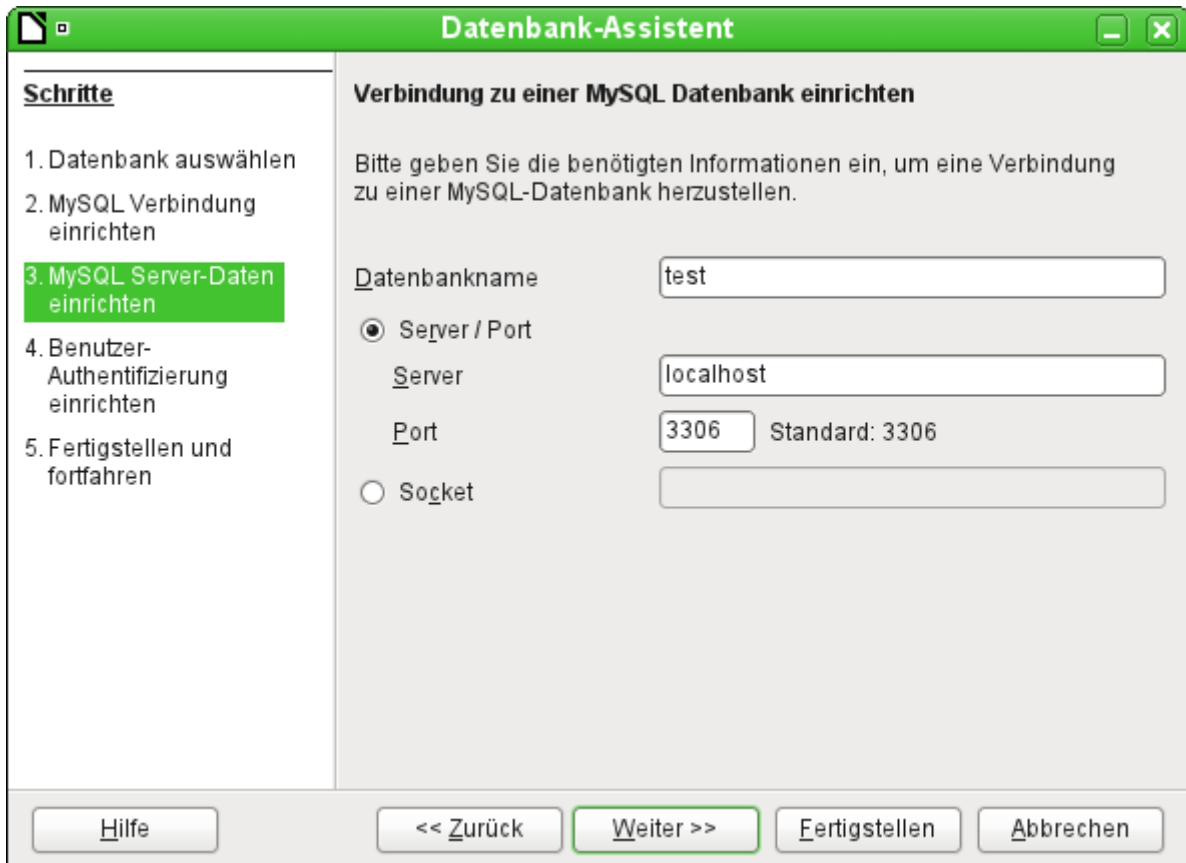 Datenbank-Assistent
Schritte
1. Datenbank auswählen
2. MySQL Verbindung
einrichten
3. MySQL Server-Daten
einrichten
4. Benutzer-
Authentifizierung
einrichten
5. Fertigstellen und
fortfahren
Verbindung zu einer MySQL Datenbank einrichten
Bitte geben Sie die benötigten Informationen ein, um eine Verbindung
zu einer MySQL-Datenbank herzustellen.
Datenbankname test
Server / Port
Server localhost
Port 3306 Standard: 3306
Socket
Hilfe << Zurück Weiter >> Fertigstellen Abbrechen